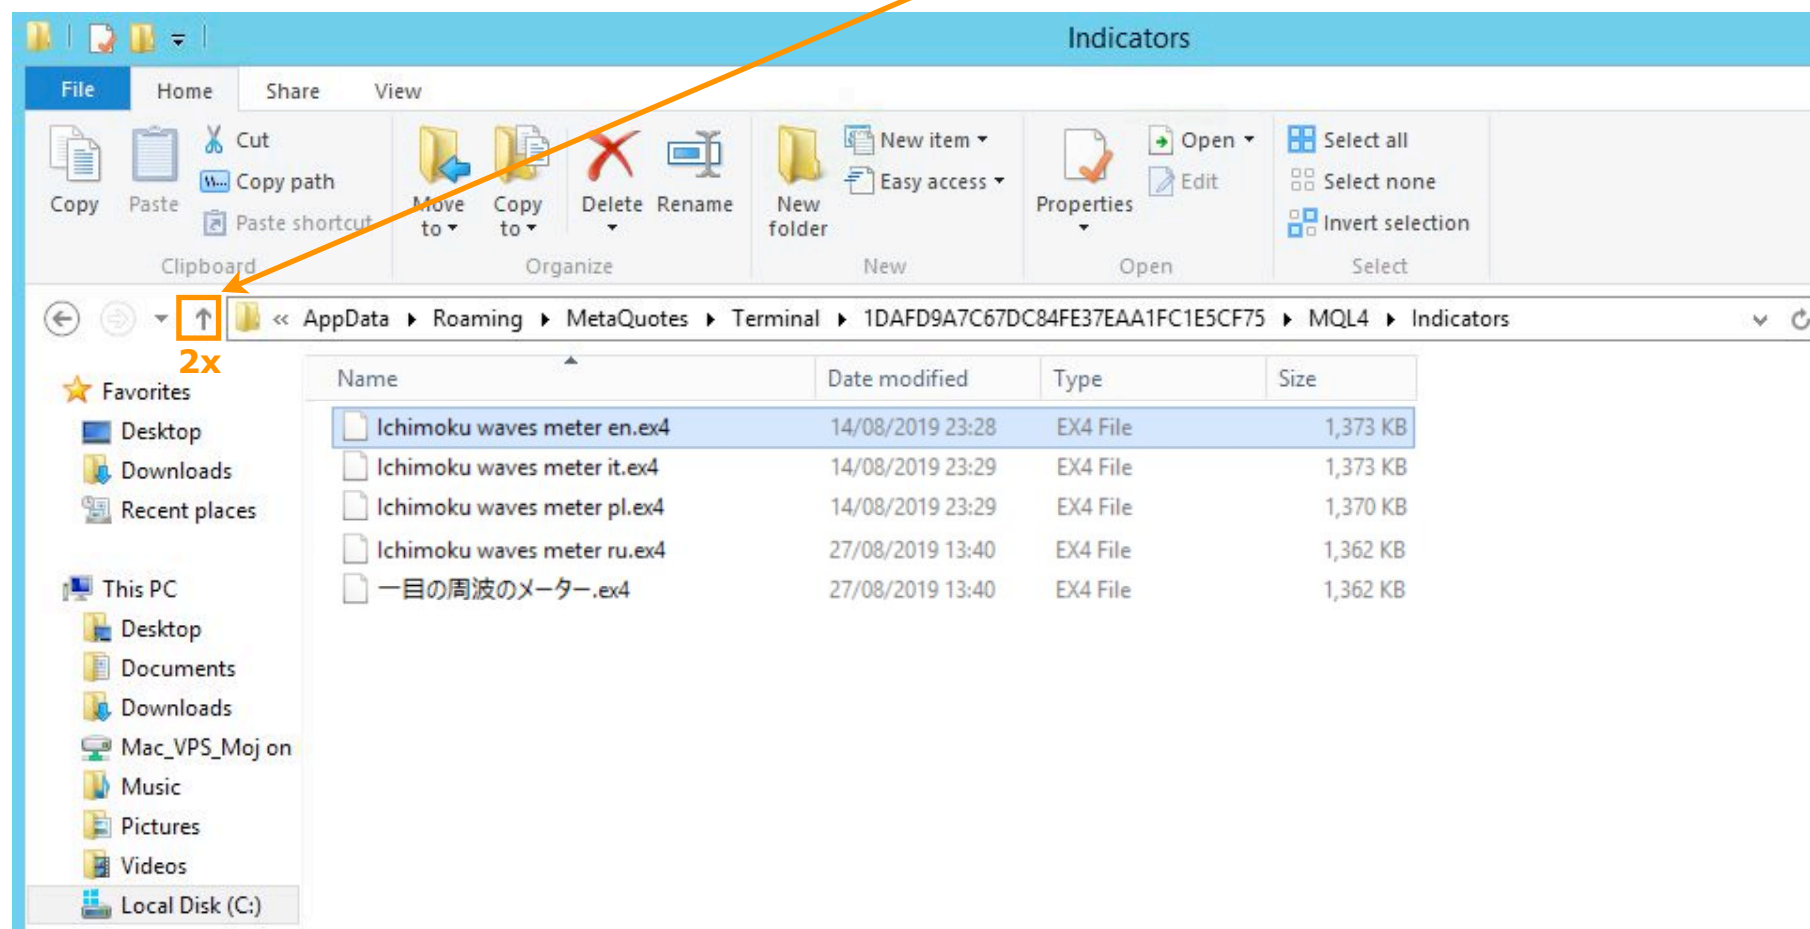 Indicators
File Home Share View
Copy
Paste
Cut
Copy path
Paste shortcut
Clipboard
Move to
Copy to
Delete
Rename
Organize
New folder
New item
Easy access
New
Properties
Open
Edit
Open
Select all
Select none
Invert selection
Select
« AppData Roaming MetaQuotes Terminal 1DAFD9A7C67DC84FE37EAA1FC1E5CF75 MQL4 Indicators
2x
Favorites
Desktop
Downloads
Recent places
This PC
Desktop
Documents
Downloads
Mac_VPS_Moj on
Music
Pictures
Videos
Local Disk (C:)
Name Date modified Type Size
Ichimoku waves meter en.ex4 14/08/2019 23:28 EX4 File 1,373 KB
Ichimoku waves meter it.ex4 14/08/2019 23:29 EX4 File 1,373 KB
Ichimoku waves meter pl.ex4 14/08/2019 23:29 EX4 File 1,370 KB
Ichimoku waves meter ru.ex4 27/08/2019 13:40 EX4 File 1,362 KB
一目の周波のメーター.ex4 27/08/2019 13:40 EX4 File 1,362 KB